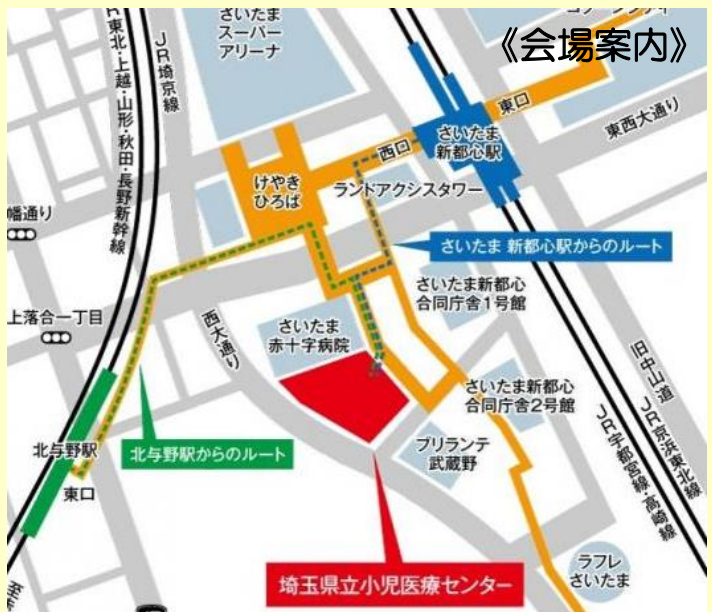 《会場案内》
さいたま
スーパー
アリーナ
JR埼京線
JR東北・上越・山形・秋田・長野新幹線
東口
西口
さいたま
新都心駅
東西大通り
けやき
ひろば
ランドアクシスタワー
さいたま 新都心駅からのルート
さいたま新都心
合同庁舎1号館
上落合一丁目
西大通り
さいたま
赤十字病院
旧中山道
さいたま新都心
合同庁舎2号館
北与野駅
北与野駅からのルート
東口
ブリランテ
武蔵野
JR京浜東北線
JR宇都宮線・高崎線
埼玉県立小児医療センター
ラフレ
さいたま